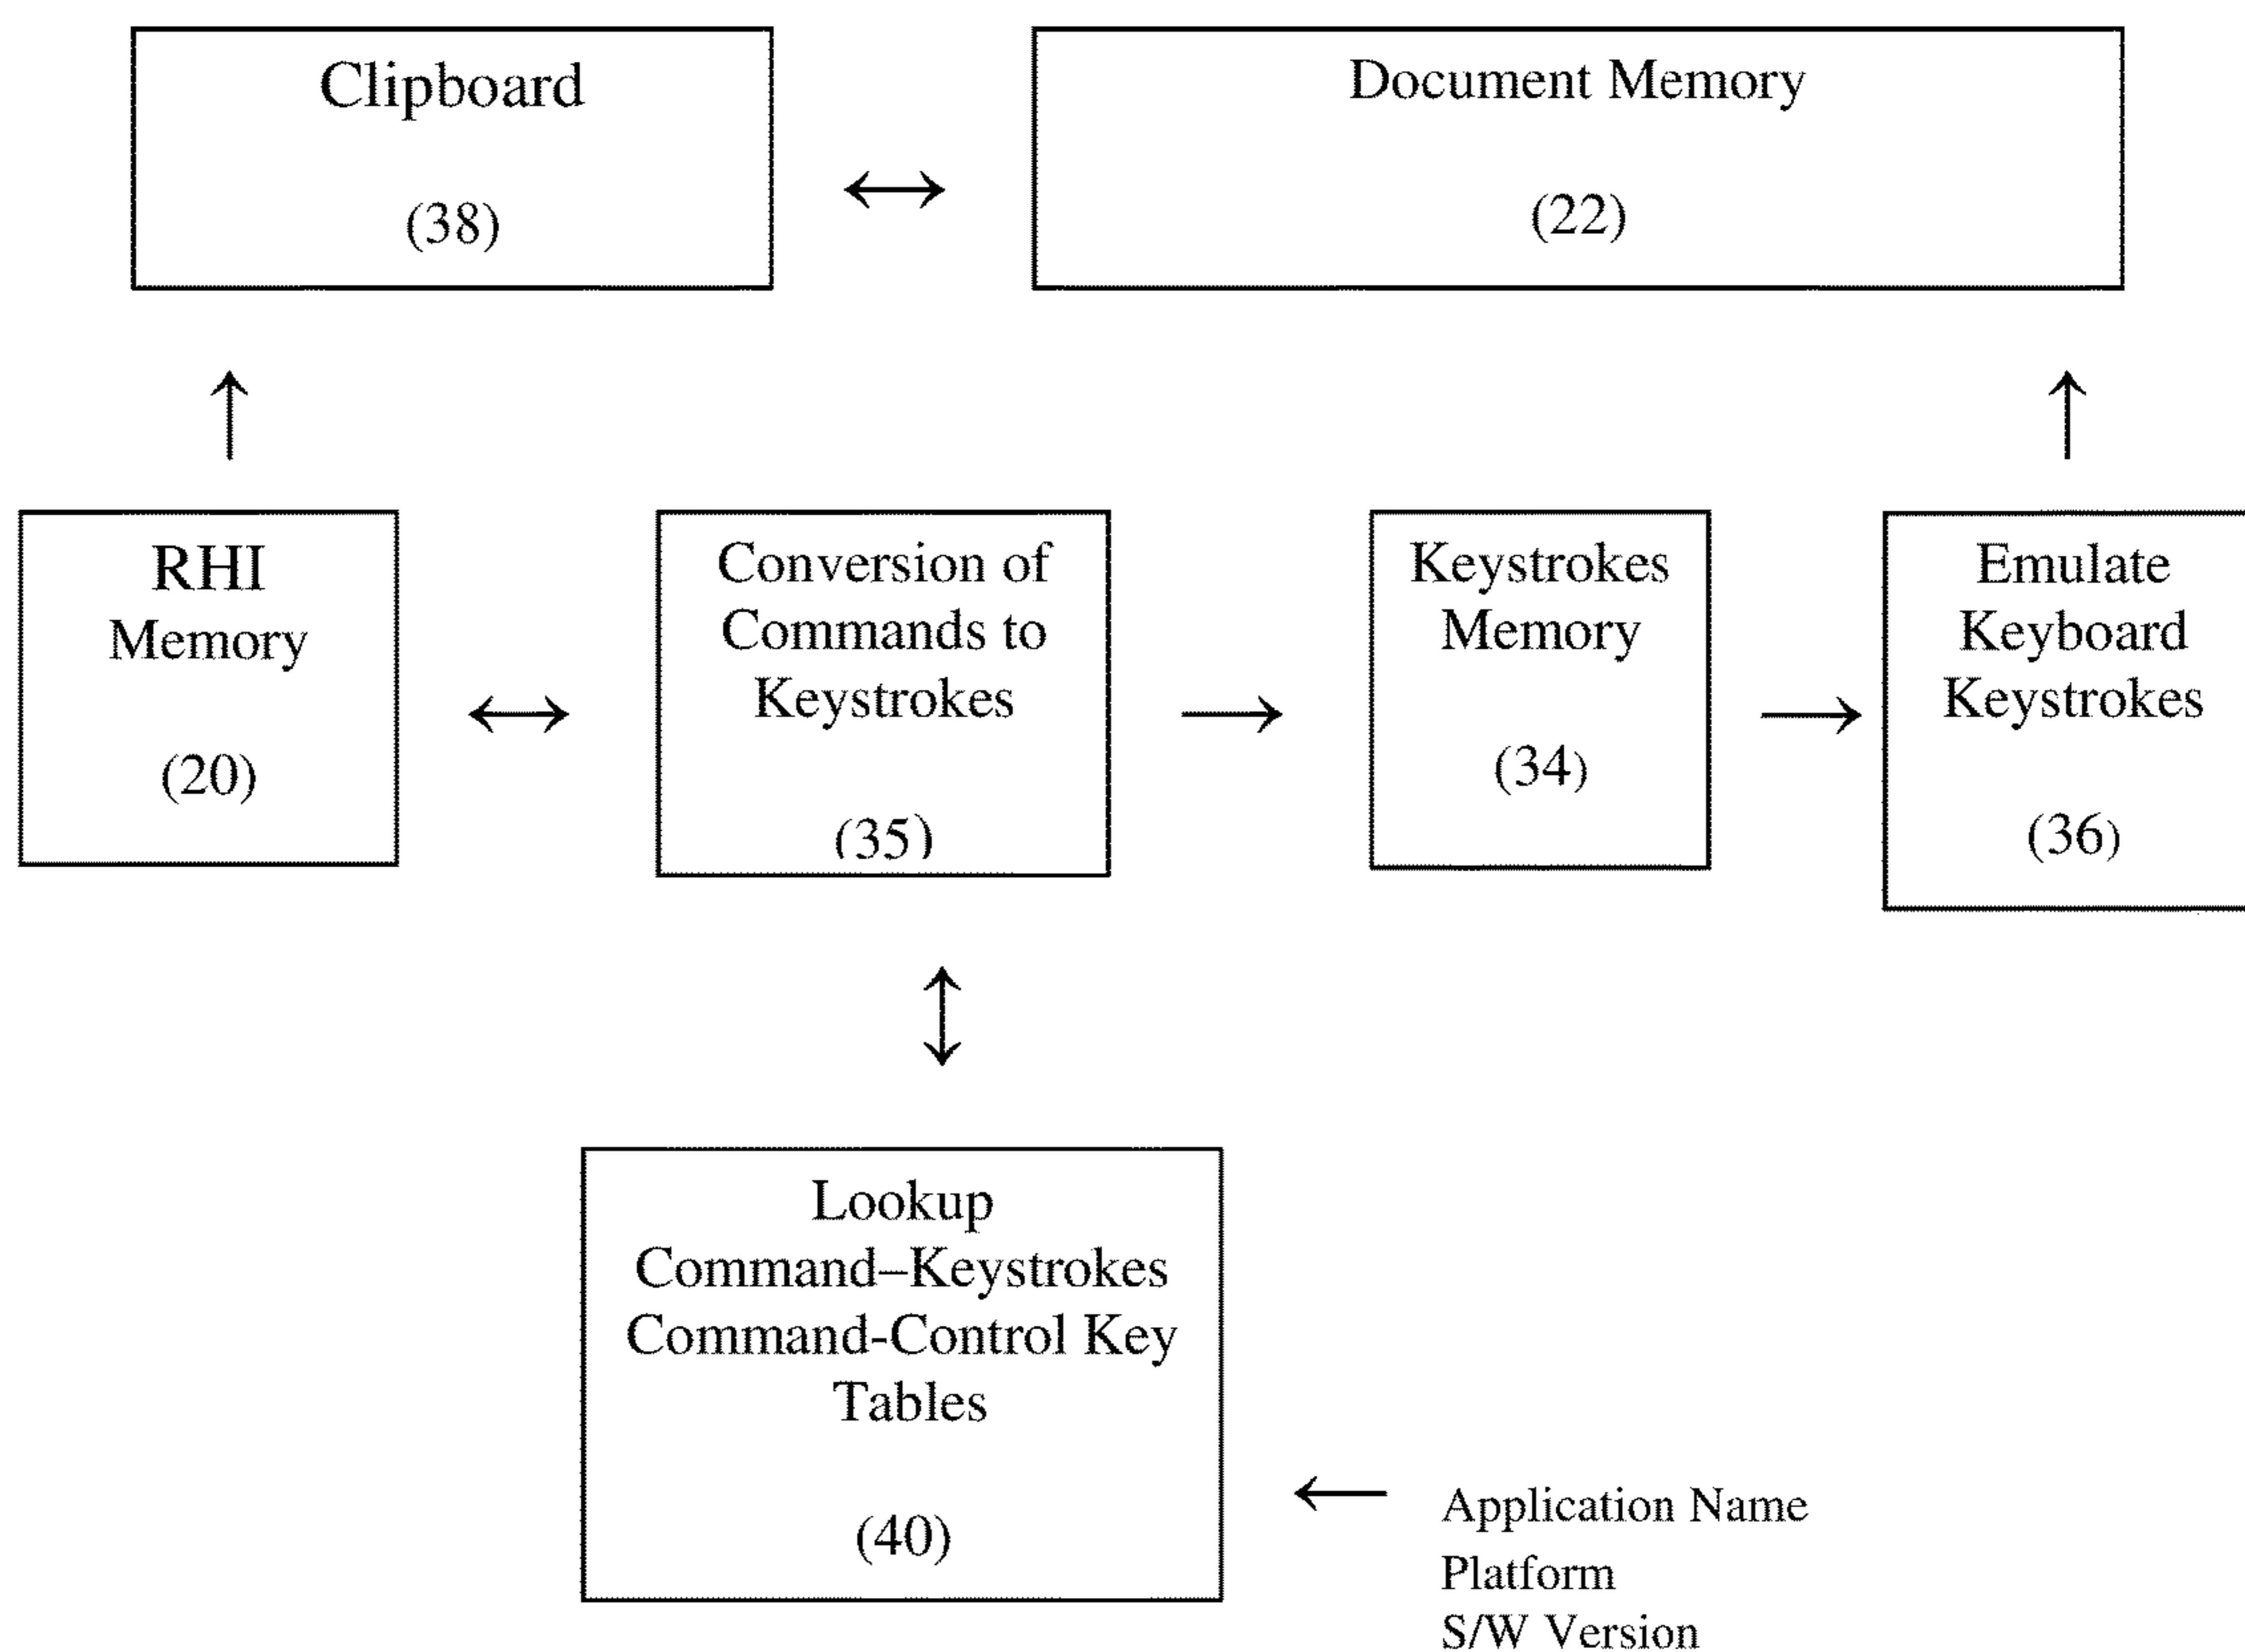 Clipboard
(38)
Document Memory
(22)
RHI
Memory
(20)
Conversion of
Commands to
Keystrokes
(35)
Keystrokes
Memory
(34)
Emulate
Keyboard
Keystrokes
(36)
Lookup
Command–Keystrokes
Command-Control Key
Tables
(40)
Application Name
Platform
S/W Version